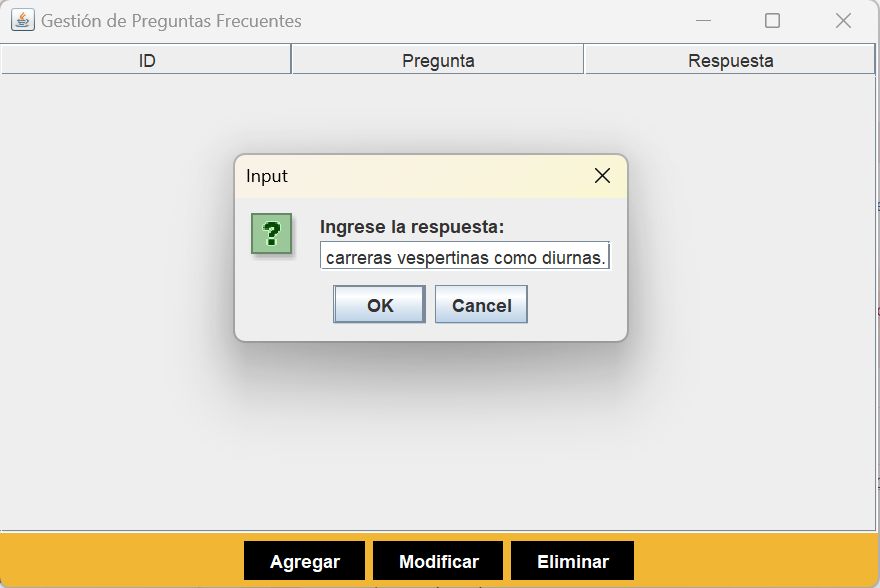 Gestión de Preguntas Frecuentes
ID Pregunta Respuesta
Input
?
Ingrese la respuesta:
carreras vespertinas como diurnas.
OK Cancel
Agregar Modificar Eliminar